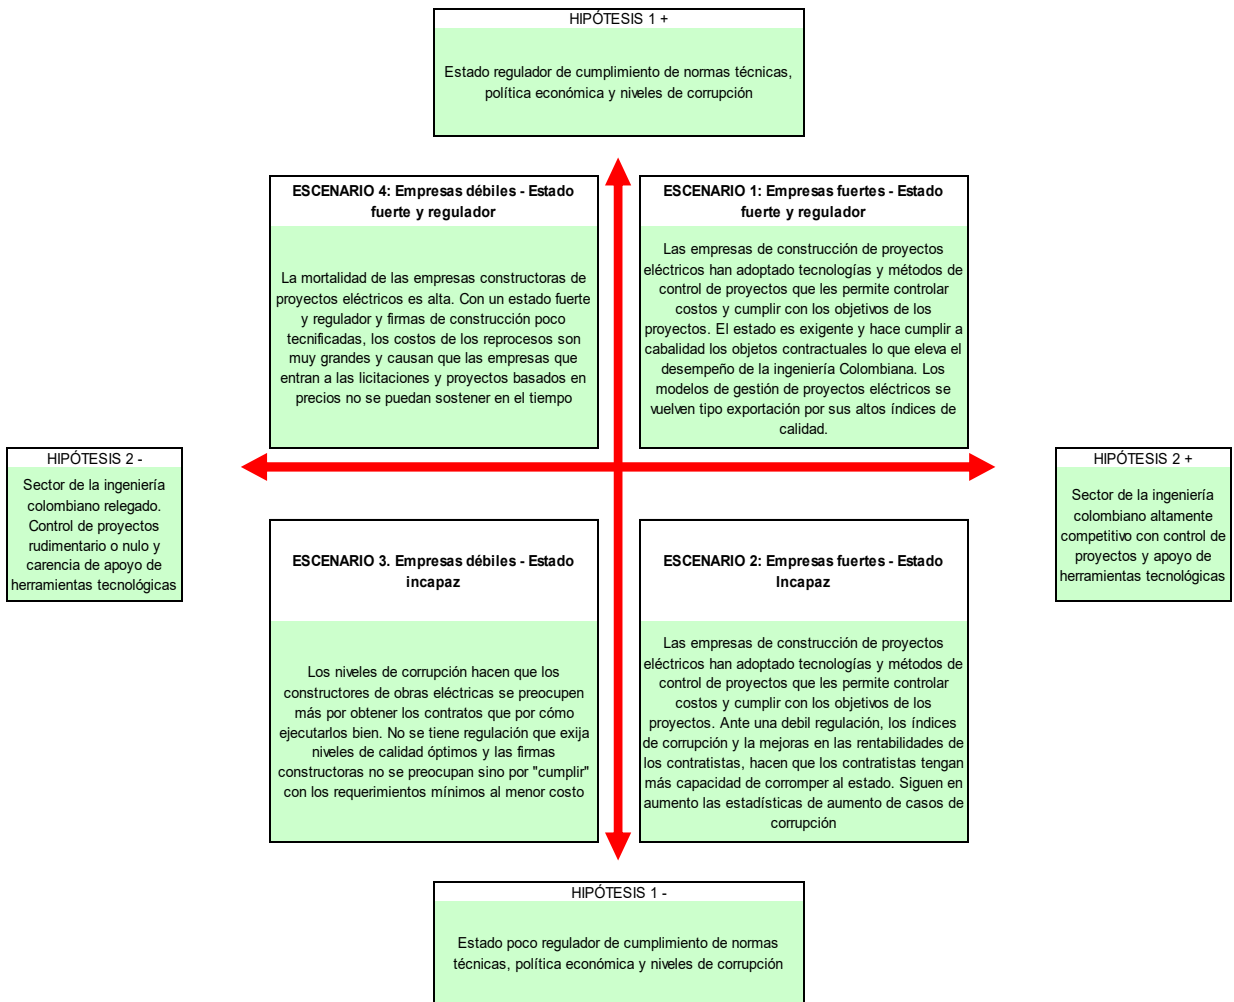 HIPÓTESIS 1 +
Estado regulador de cumplimiento de normas técnicas,
política económica y niveles de corrupción
ESCENARIO 4: Empresas débiles - Estado
fuerte y regulador
La mortalidad de las empresas constructoras de
proyectos eléctricos es alta. Con un estado fuerte
y regulador y firmas de construcción poco
tecnificadas, los costos de los reprocesos son
muy grandes y causan que las empresas que
entran a las licitaciones y proyectos basados en
precios no se puedan sostener en el tiempo
ESCENARIO 1: Empresas fuertes - Estado
fuerte y regulador
Las empresas de construcción de proyectos
eléctricos han adoptado tecnologías y métodos de
control de proyectos que les permite controlar
costos y cumplir con los objetivos de los
proyectos. El estado es exigente y hace cumplir a
cabalidad los objetos contractuales lo que eleva el
desempeño de la ingeniería Colombiana. Los
modelos de gestión de proyectos eléctricos se
vuelven tipo exportación por sus altos índices de
calidad.
HIPÓTESIS 2 -
Sector de la ingeniería
colombiano relegado.
Control de proyectos
rudimentario o nulo y
carencia de apoyo de
herramientas tecnológicas
HIPÓTESIS 2 +
Sector de la ingeniería
colombiano altamente
competitivo con control de
proyectos y apoyo de
herramientas tecnológicas
ESCENARIO 3. Empresas débiles - Estado
incapaz
Los niveles de corrupción hacen que los
constructores de obras eléctricas se preocupen
más por obtener los contratos que por cómo
ejecutarlos bien. No se tiene regulación que exija
niveles de calidad óptimos y las firmas
constructoras no se preocupan sino por "cumplir"
con los requerimientos mínimos al menor costo
ESCENARIO 2: Empresas fuertes - Estado
Incapaz
Las empresas de construcción de proyectos
eléctricos han adoptado tecnologías y métodos de
control de proyectos que les permite controlar
costos y cumplir con los objetivos de los
proyectos. Ante una debil regulación, los índices
de corrupción y la mejoras en las rentabilidades de
los contratistas, hacen que los contratistas tengan
más capacidad de corromper al estado. Siguen en
aumento las estadísticas de aumento de casos de
corrupción
HIPÓTESIS 1 -
Estado poco regulador de cumplimiento de normas
técnicas, política económica y niveles de corrupción